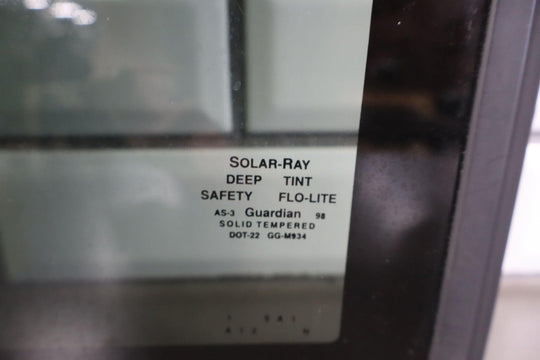 SOLAR-RAY
DEEP TINT
SAFETY FLO-LITE
AS-3 Guardian 98
SOLID TEMPERED
DOT-22 GG-M934